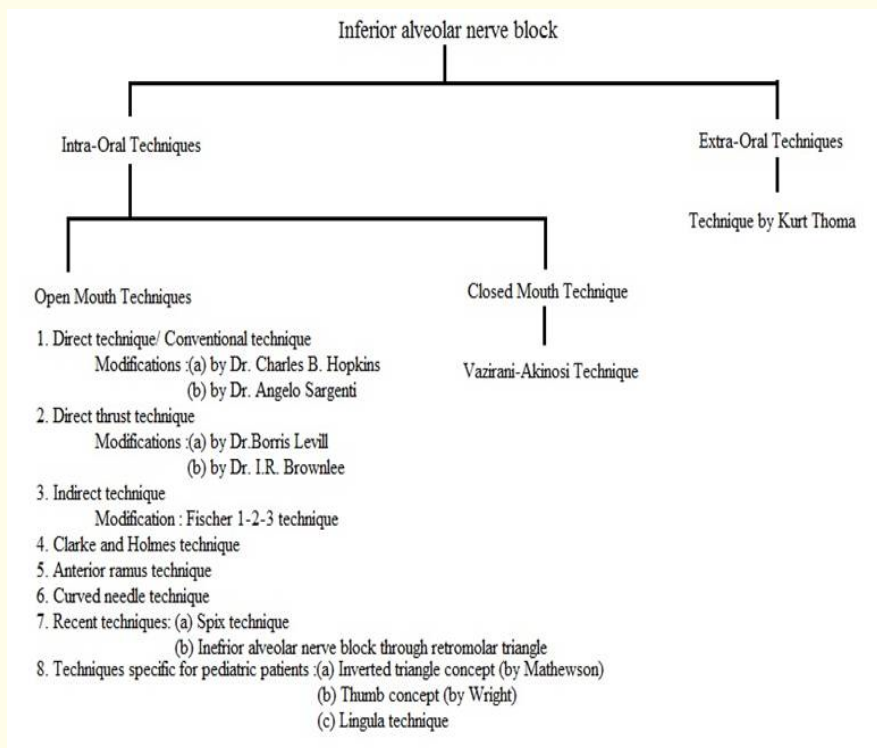 Inferior alveolar nerve block
Intra-Oral Techniques
Extra-Oral Techniques
Technique by Kurt Thoma
Open Mouth Techniques
Closed Mouth Technique
Vazirani-Akinosi Technique
1. Direct technique/ Conventional technique
Modifications :(a) by Dr. Charles B. Hopkins
(b) by Dr. Angelo Sargenti
2. Direct thrust technique
Modifications :(a) by Dr.Borris Levill
(b) by Dr. I.R. Brownlee
3. Indirect technique
Modification : Fischer 1-2-3 technique
4. Clarke and Holmes technique
5. Anterior ramus technique
6. Curved needle technique
7. Recent techniques: (a) Spix technique
(b) Inefrior alveolar nerve block through retromolar triangle
8. Techniques specific for pediatric patients :(a) Inverted triangle concept (by Mathewson)
(b) Thumb concept (by Wright)
(c) Lingula technique